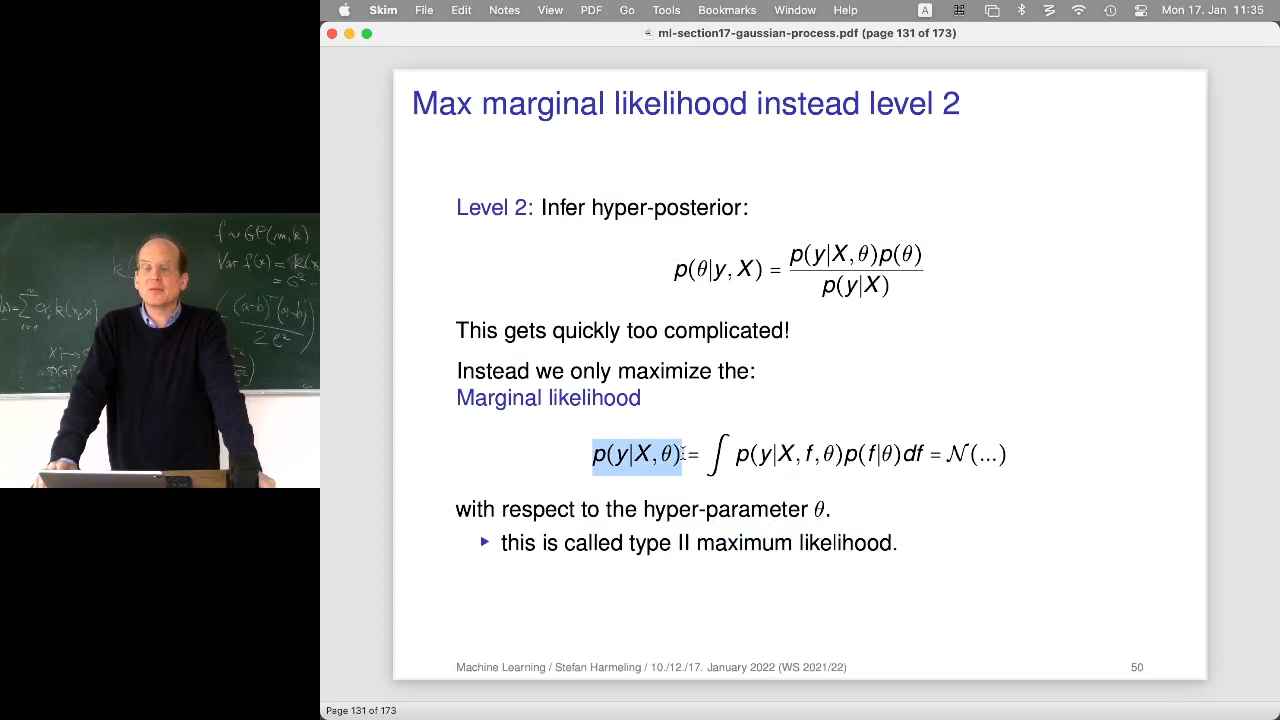 Skim File Edit Notes View PDF Go Tools Bookmarks Window Help A Mon 17. Jan 11:35
ml-section17-gaussian-process.pdf (page 131 of 173)
Max marginal likelihood instead level 2
Level 2: Infer hyper-posterior:
p(θ|y, X) = p(y|X, θ)p(θ) / p(y|X)
This gets quickly too complicated!
Instead we only maximize the:
Marginal likelihood
p(y|X, θ) = ∫ p(y|X, f, θ)p(f|θ)df = 𝒩(...)
with respect to the hyper-parameter θ.
▸ this is called type II maximum likelihood.
Machine Learning / Stefan Harmeling / 10./12./17. January 2022 (WS 2021/22) 50
Page 131 of 173
f ~ GP(m, k)
Var f(x) =
(a-b)ᵀ(a-b)